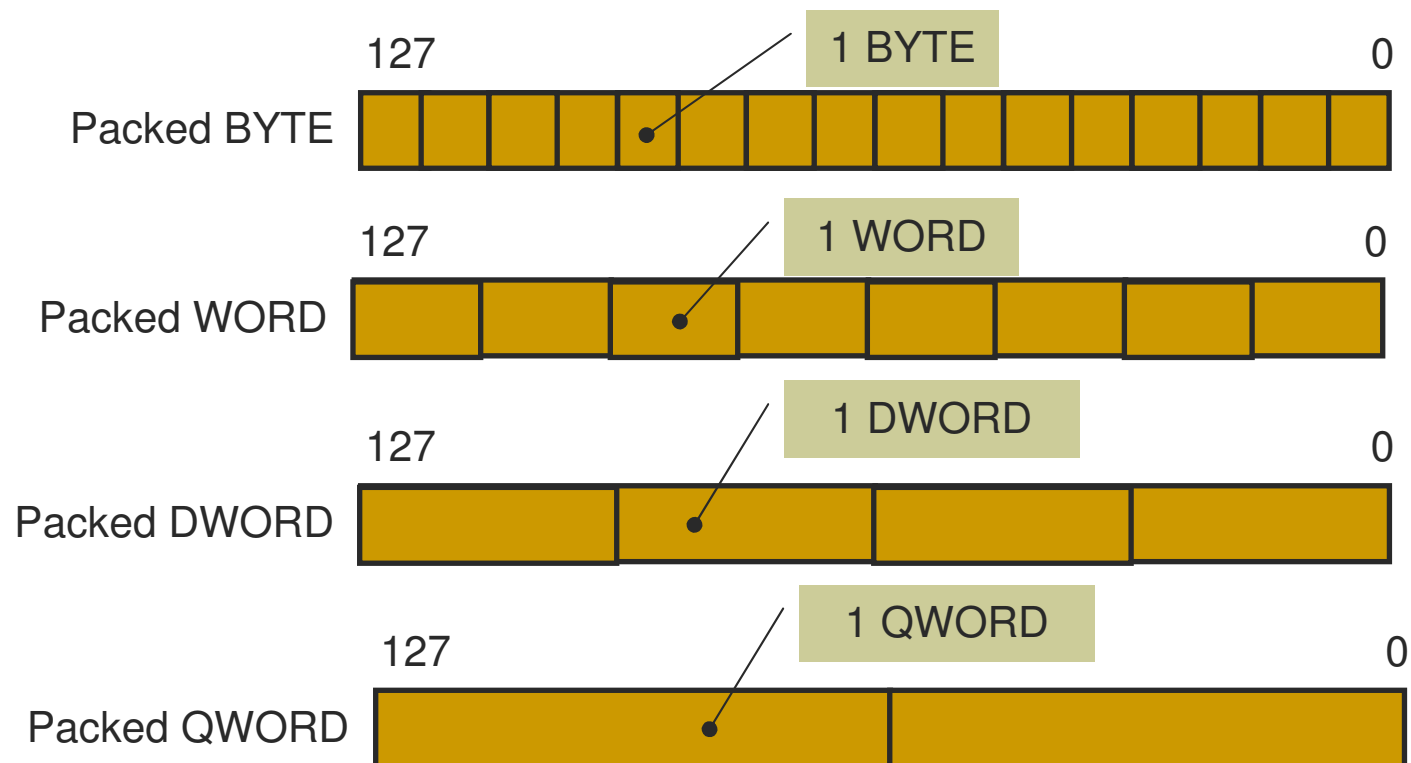 1 BYTE
127 0
Packed BYTE
1 WORD
127 0
Packed WORD
1 DWORD
127 0
Packed DWORD
1 QWORD
127 0
Packed QWORD